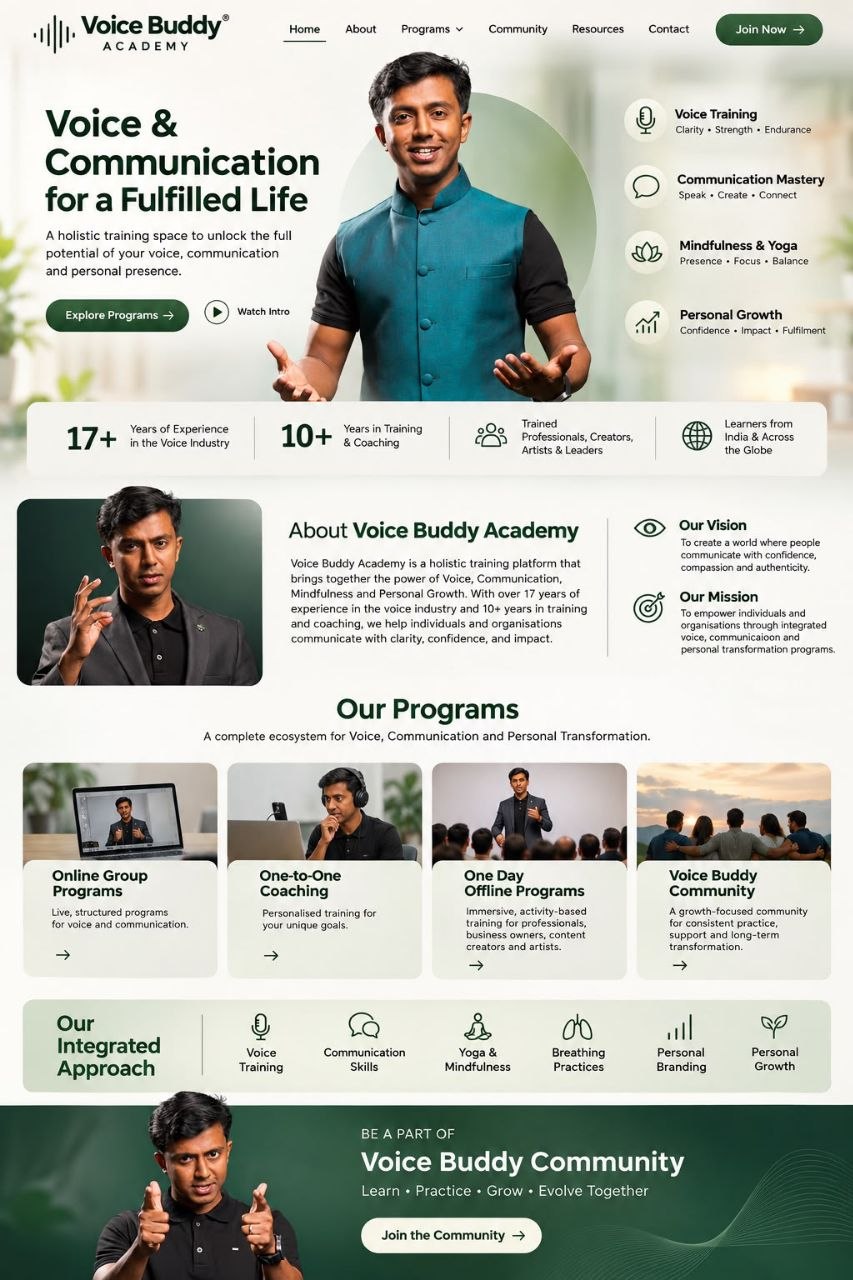 Voice Buddy®
ACADEMY
Home
About
Programs
Community
Resources
Contact
Join Now →
Voice &
Communication
for a Fulfilled Life
A holistic training space to unlock the full
potential of your voice, communication
and personal presence.
Explore Programs →
Watch Intro
Voice Training
Clarity • Strength • Endurance
Communication Mastery
Speak • Create • Connect
Mindfulness & Yoga
Presence • Focus • Balance
Personal Growth
Confidence • Impact • Fulfilment
17+
Years of Experience
in the Voice Industry
10+
Years in Training
& Coaching
Trained
Professionals, Creators,
Artists & Leaders
Learners from
India & Across
the Globe
About Voice Buddy Academy
Voice Buddy Academy is a holistic training platform that
brings together the power of Voice, Communication,
Mindfulness and Personal Growth. With over 17 years of
experience in the voice industry and 10+ years in training
and coaching, we help individuals and organisations
communicate with clarity, confidence, and impact.
Our Vision
To create a world where people
communicate with confidence,
compassion and authenticity.
Our Mission
To empower individuals and
organisations through integrated
voice, communicaioon and
personal transformation programs.
Our Programs
A complete ecosystem for Voice, Communication and Personal Transformation.
Online Group
Programs
Live, structured programs
for voice and communication.
→
One-to-One
Coaching
Personalised training for
your unique goals.
→
One Day
Offline Programs
Immersive, activity-based
training for professionals,
business owners, content
creators and artists.
→
Voice Buddy
Community
A growth-focused community
for consistent practice,
support and long-term
transformation.
→
Our
Integrated
Approach
Voice
Training
Communication
Skills
Yoga &
Mindfulness
Breathing
Practices
Personal
Branding
Personal
Growth
BE A PART OF
Voice Buddy Community
Learn • Practice • Grow • Evolve Together
Join the Community →